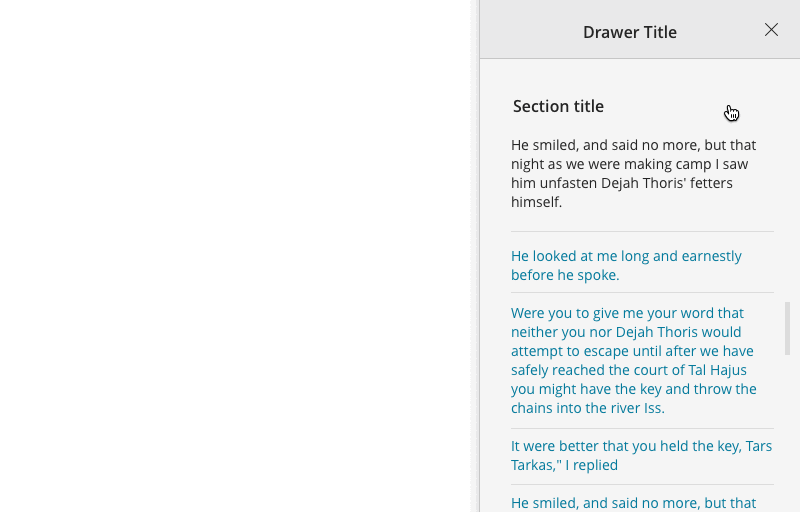 Drawer Title
Section title
He smiled, and said no more, but that
night as we were making camp I saw
him unfasten Dejah Thoris' fetters
himself.
He looked at me long and earnestly
before he spoke.
Were you to give me your word that
neither you nor Dejah Thoris would
attempt to escape until after we have
safely reached the court of Tal Hajus
you might have the key and throw the
chains into the river Iss.
It were better that you held the key, Tars
Tarkas," I replied
He smiled, and said no more, but that